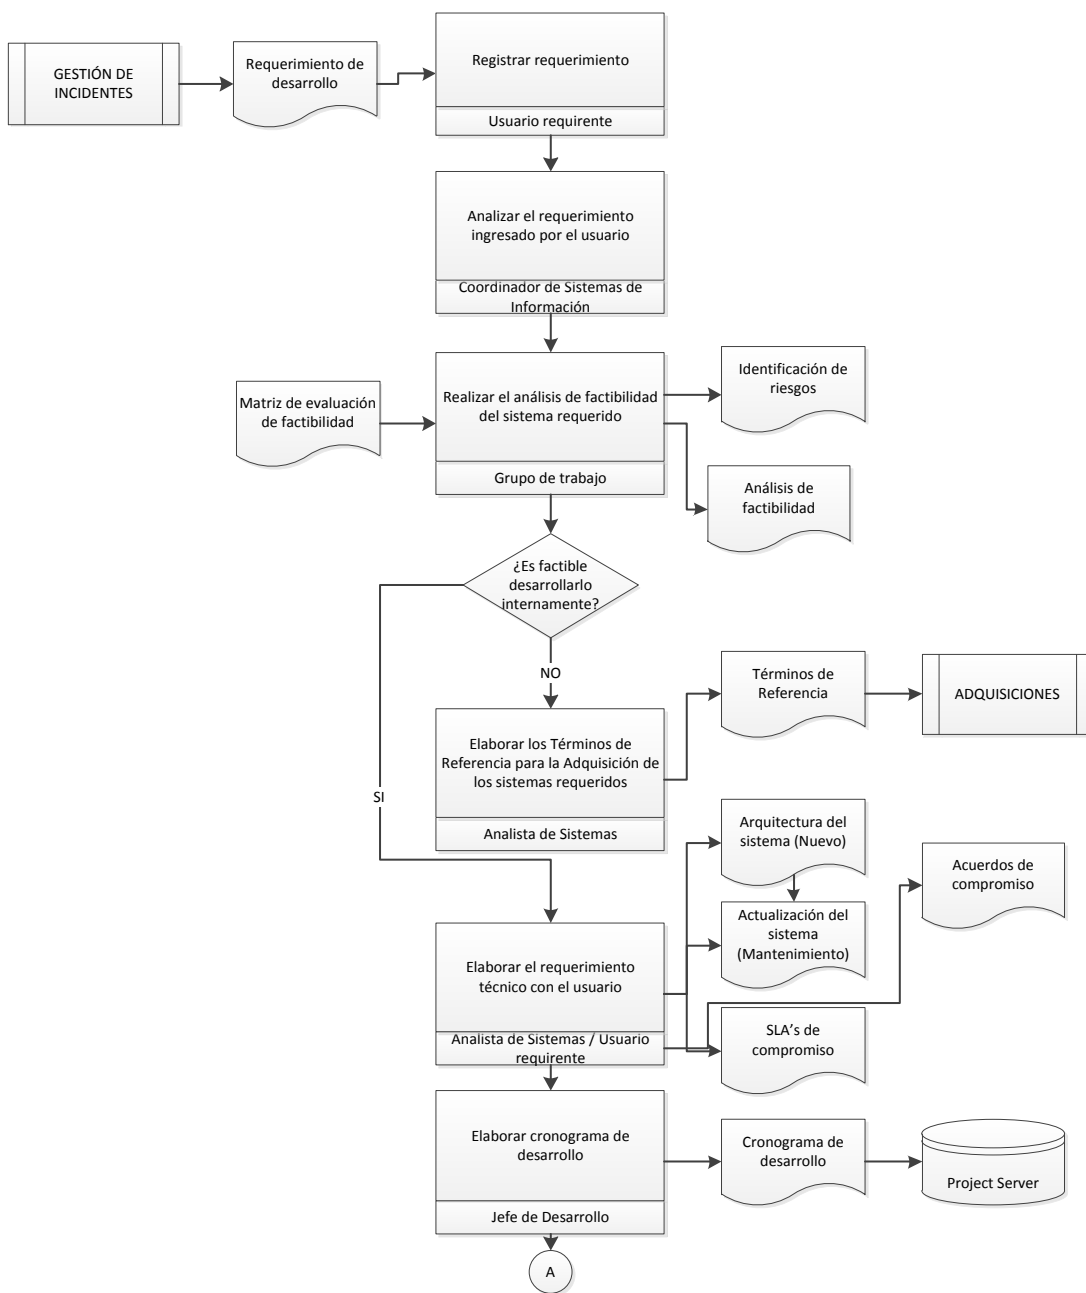 GESTIÓN DE
INCIDENTES
Requerimiento de
desarrollo
Registrar requerimiento
Usuario requirente
Analizar el requerimiento
ingresado por el usuario
Coordinador de Sistemas de
Información
Matriz de evaluación
de factibilidad
Realizar el análisis de factibilidad
del sistema requerido
Grupo de trabajo
Identificación de
riesgos
Análisis de
factibilidad
¿Es factible
desarrollarlo
internamente?
NO
SI
Elaborar los Términos de
Referencia para la Adquisición de
los sistemas requeridos
Analista de Sistemas
Términos de
Referencia
ADQUISICIONES
Arquitectura del
sistema (Nuevo)
Acuerdos de
compromiso
Actualización del
sistema
(Mantenimiento)
Elaborar el requerimiento
técnico con el usuario
Analista de Sistemas / Usuario
requirente
SLA's de
compromiso
Elaborar cronograma de
desarrollo
Jefe de Desarrollo
Cronograma de
desarrollo
Project Server
A